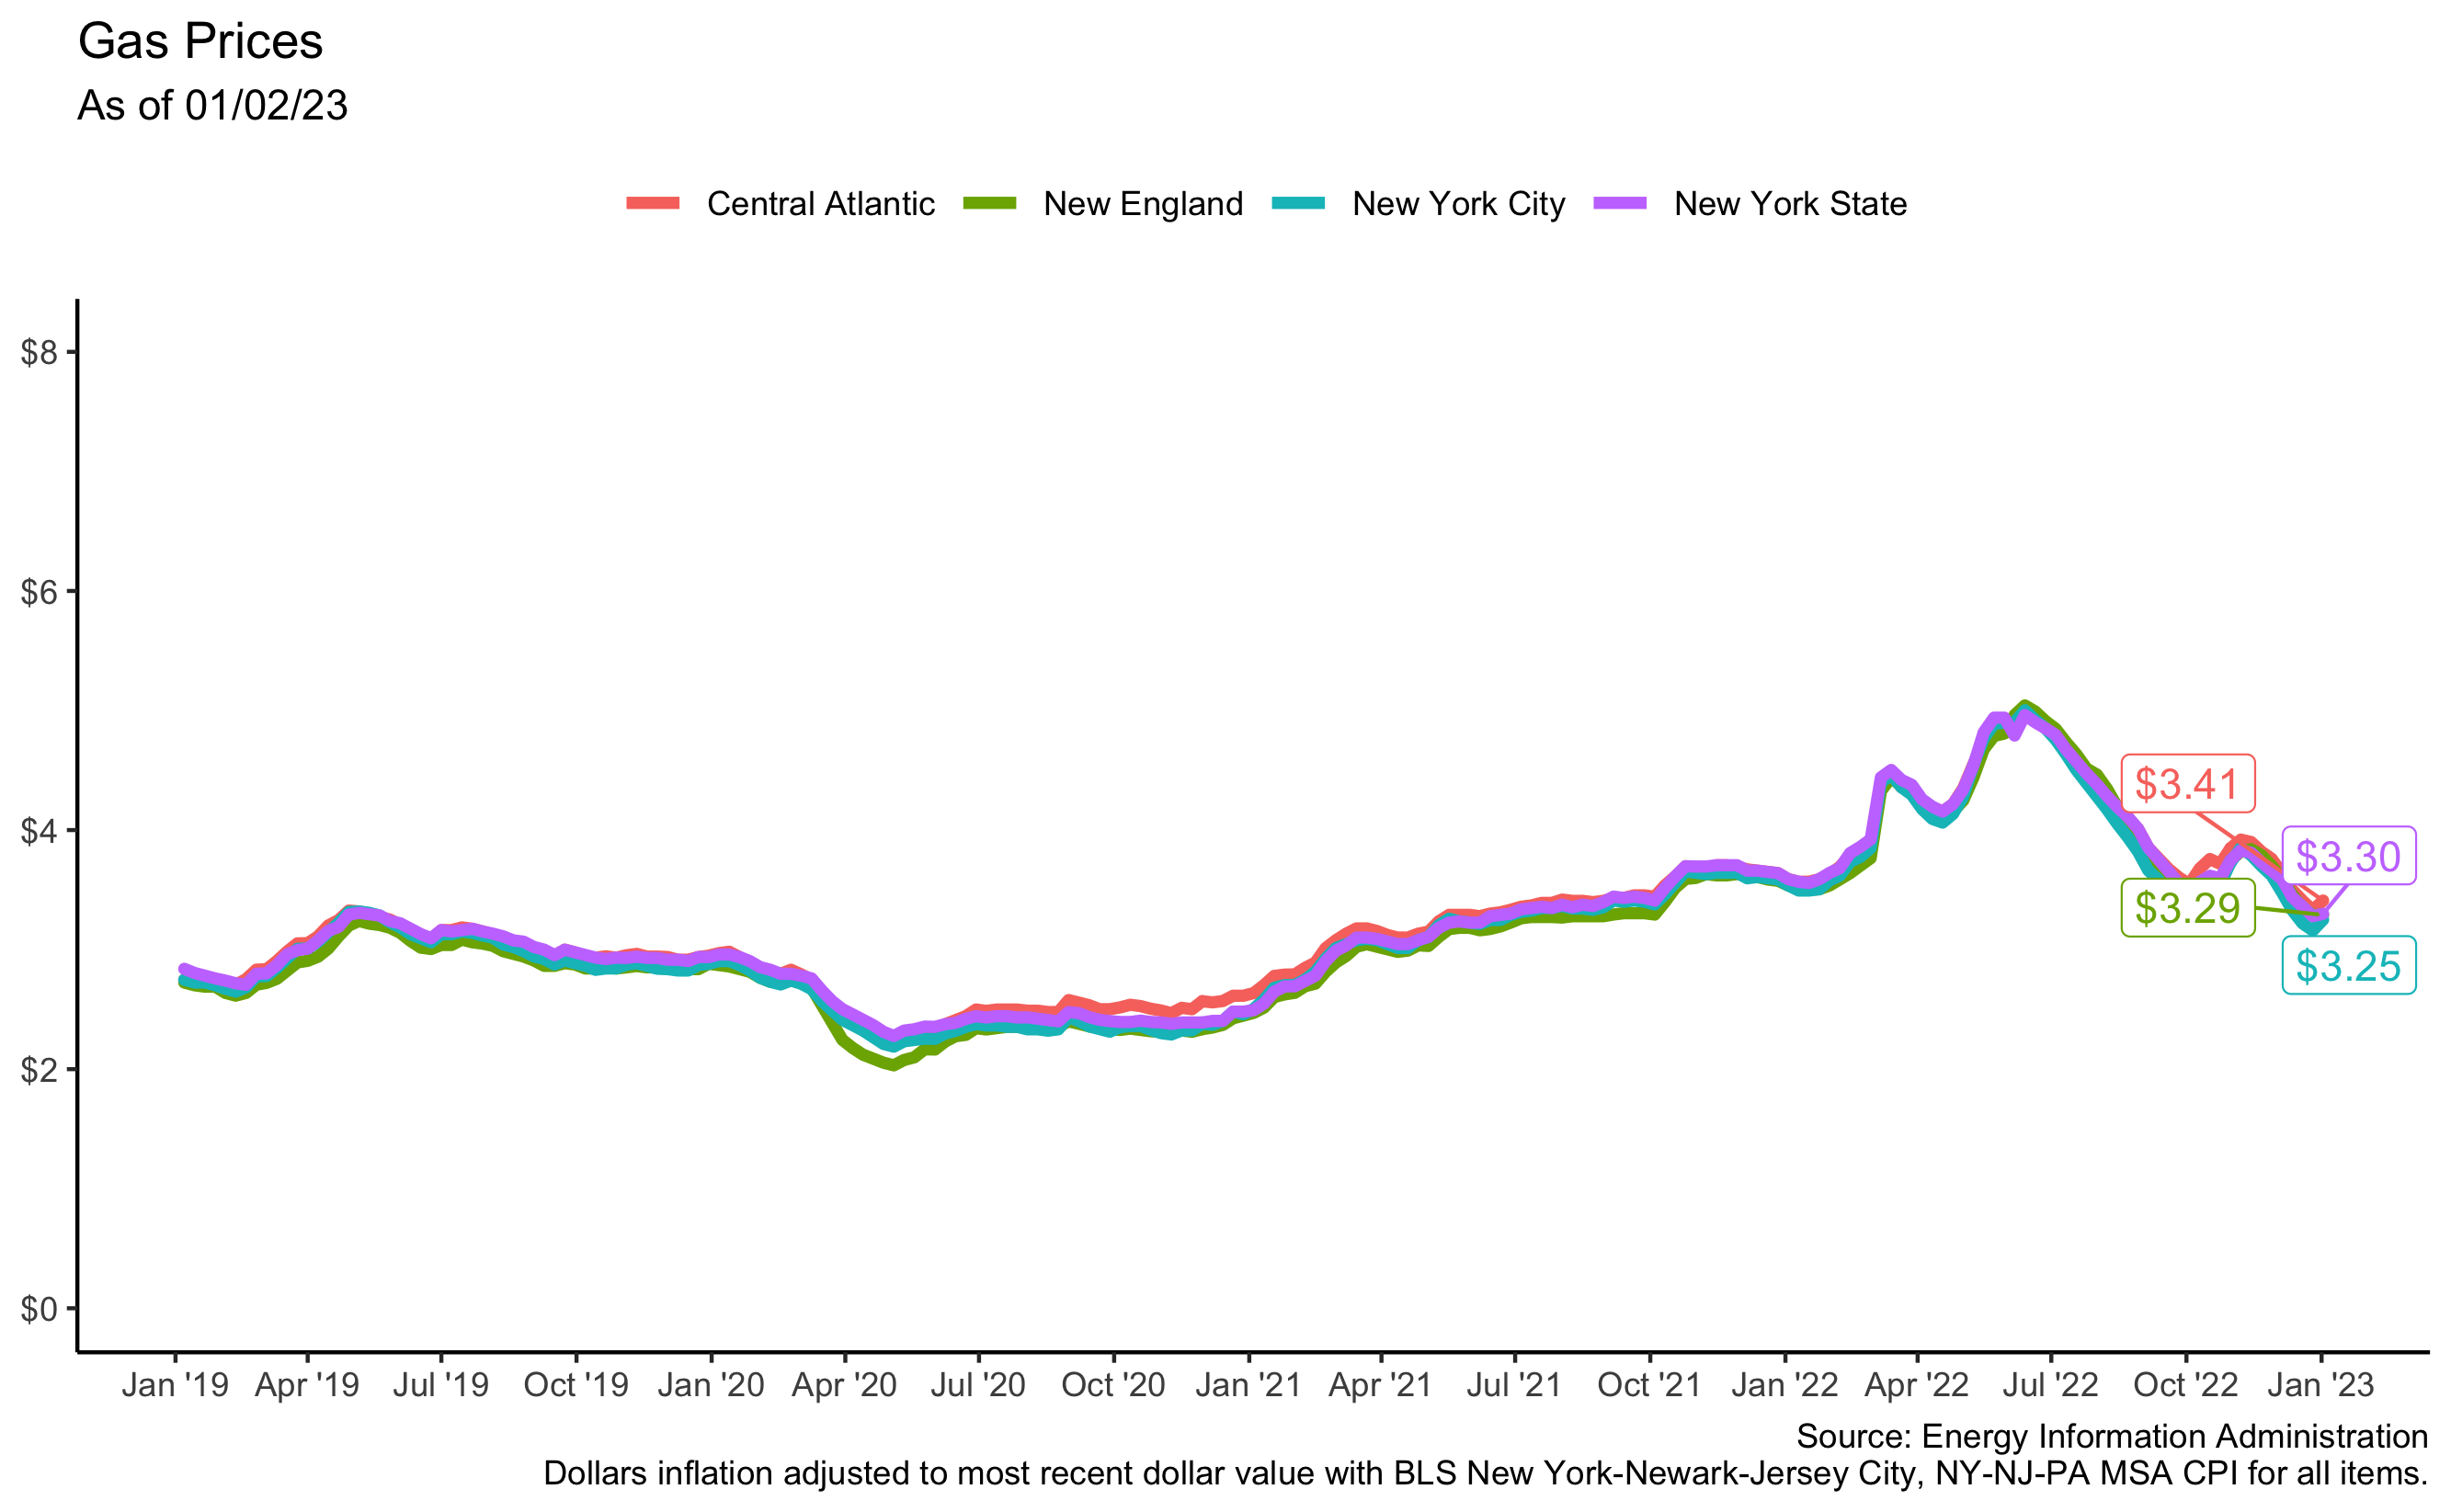 Gas Prices
As of 01/02/23
Central Atlantic New England New York City New York State
$8
$6
$4
$2
$0
$3.41
$3.30
$3.29
$3.25
Jan '19 Apr '19 Jul '19 Oct '19 Jan '20 Apr '20 Jul '20 Oct '20 Jan '21 Apr '21 Jul '21 Oct '21 Jan '22 Apr '22 Jul '22 Oct '22 Jan '23
Source: Energy Information Administration
Dollars inflation adjusted to most recent dollar value with BLS New York-Newark-Jersey City, NY-NJ-PA MSA CPI for all items.